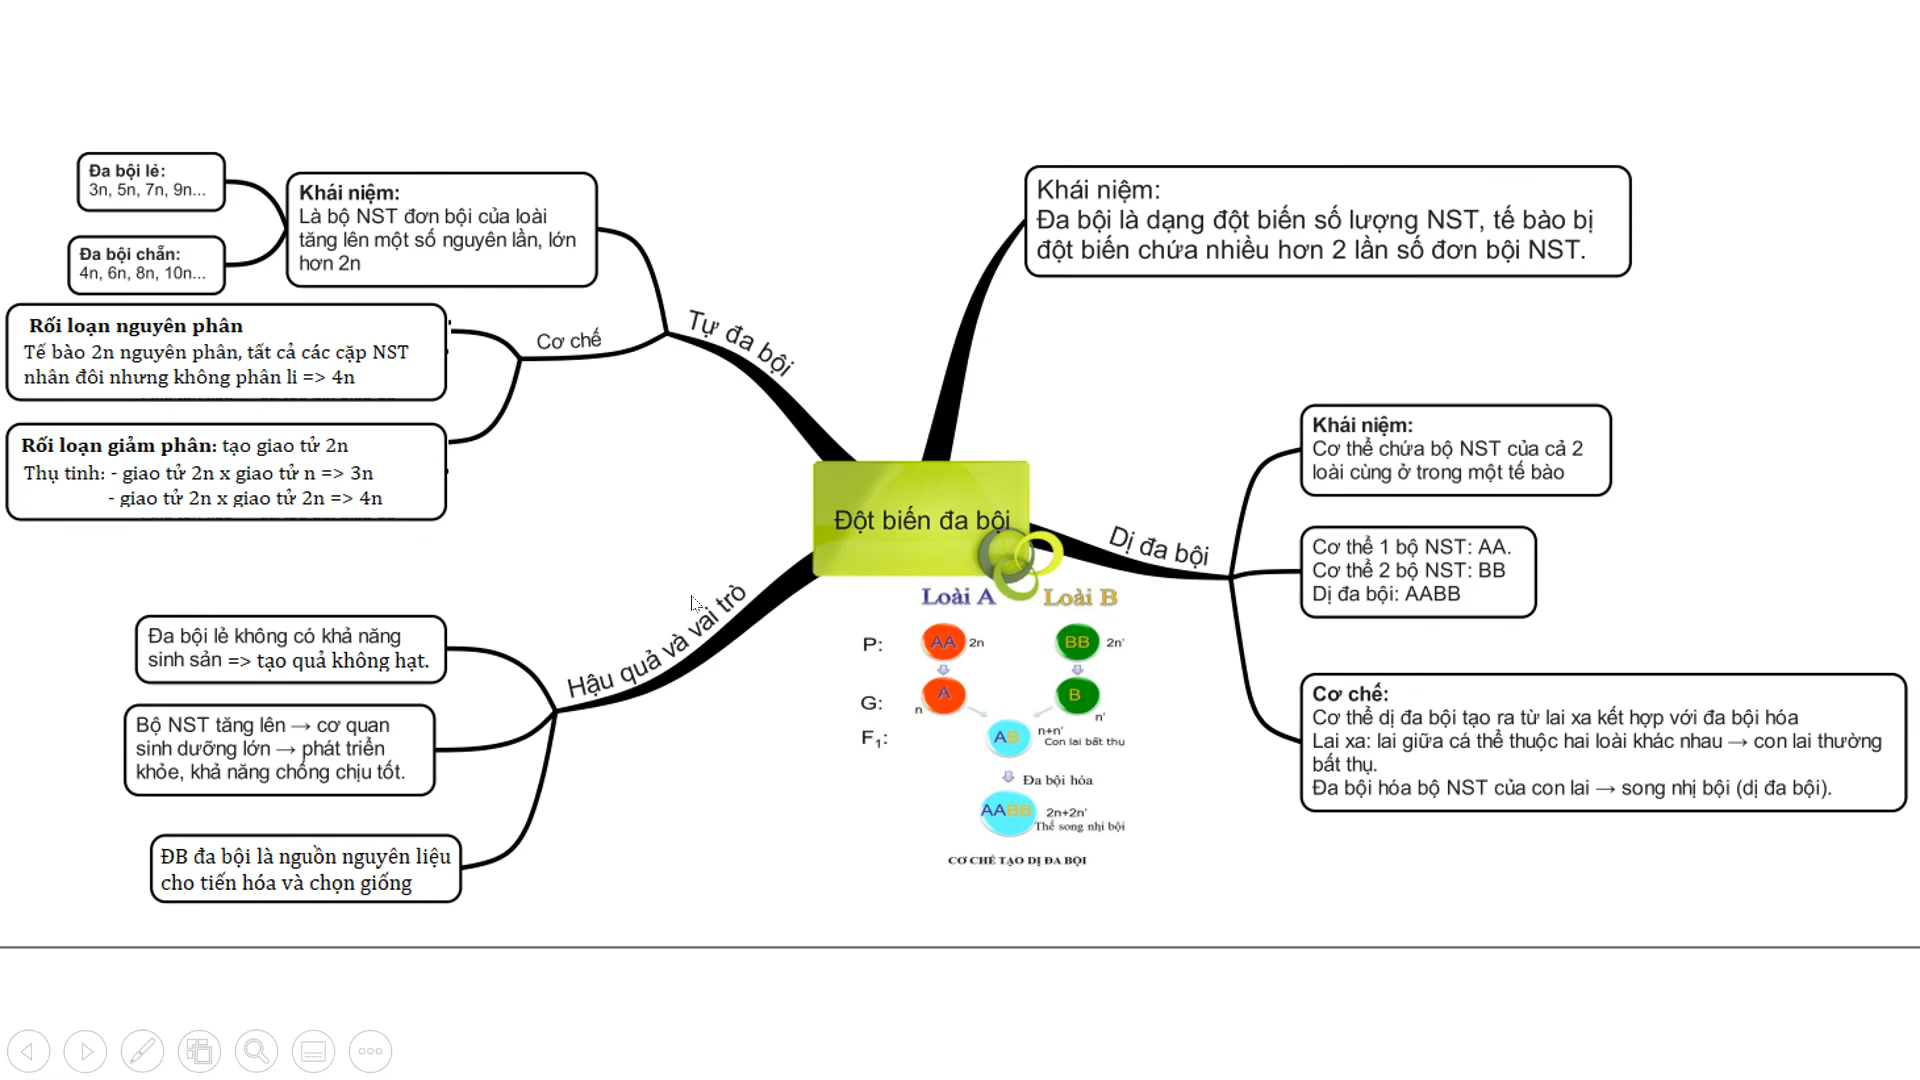 Đột biến đa bội
Khái niệm:
Đa bội là dạng đột biến số lượng NST, tế bào bị
đột biến chứa nhiều hơn 2 lần số đơn bội NST.
Tự đa bội
Khái niệm:
Là bộ NST đơn bội của loài
tăng lên một số nguyên lần, lớn
hơn 2n
Đa bội lẻ:
3n, 5n, 7n, 9n...
Đa bội chẵn:
4n, 6n, 8n, 10n...
Cơ chế
Rối loạn nguyên phân
Tế bào 2n nguyên phân, tất cả các cặp NST
nhân đôi nhưng không phân li => 4n
Rối loạn giảm phân: tạo giao tử 2n
Thụ tinh: - giao tử 2n x giao tử n => 3n
- giao tử 2n x giao tử 2n => 4n
Dị đa bội
Khái niệm:
Cơ thể chứa bộ NST của cả 2
loài cùng ở trong một tế bào
Cơ thể 1 bộ NST: AA.
Cơ thể 2 bộ NST: BB
Dị đa bội: AABB
Cơ chế:
Cơ thể dị đa bội tạo ra từ lai xa kết hợp với đa bội hóa
Lai xa: lai giữa cá thể thuộc hai loài khác nhau → con lai thường
bất thụ.
Đa bội hóa bộ NST của con lai → song nhị bội (dị đa bội).
Hậu quả và vai trò
Đa bội lẻ không có khả năng
sinh sản => tạo quả không hạt.
Bộ NST tăng lên → cơ quan
sinh dưỡng lớn → phát triển
khỏe, khả năng chống chịu tốt.
ĐB đa bội là nguồn nguyên liệu
cho tiến hóa và chọn giống
Loài A Loài B
P: AA 2n BB 2n'
G: A n B n'
F1: AB n+n'
Con lai bất thụ
Đa bội hóa
AABB 2n+2n'
Thể song nhị bội
CƠ CHẾ TẠO DỊ ĐA BỘI